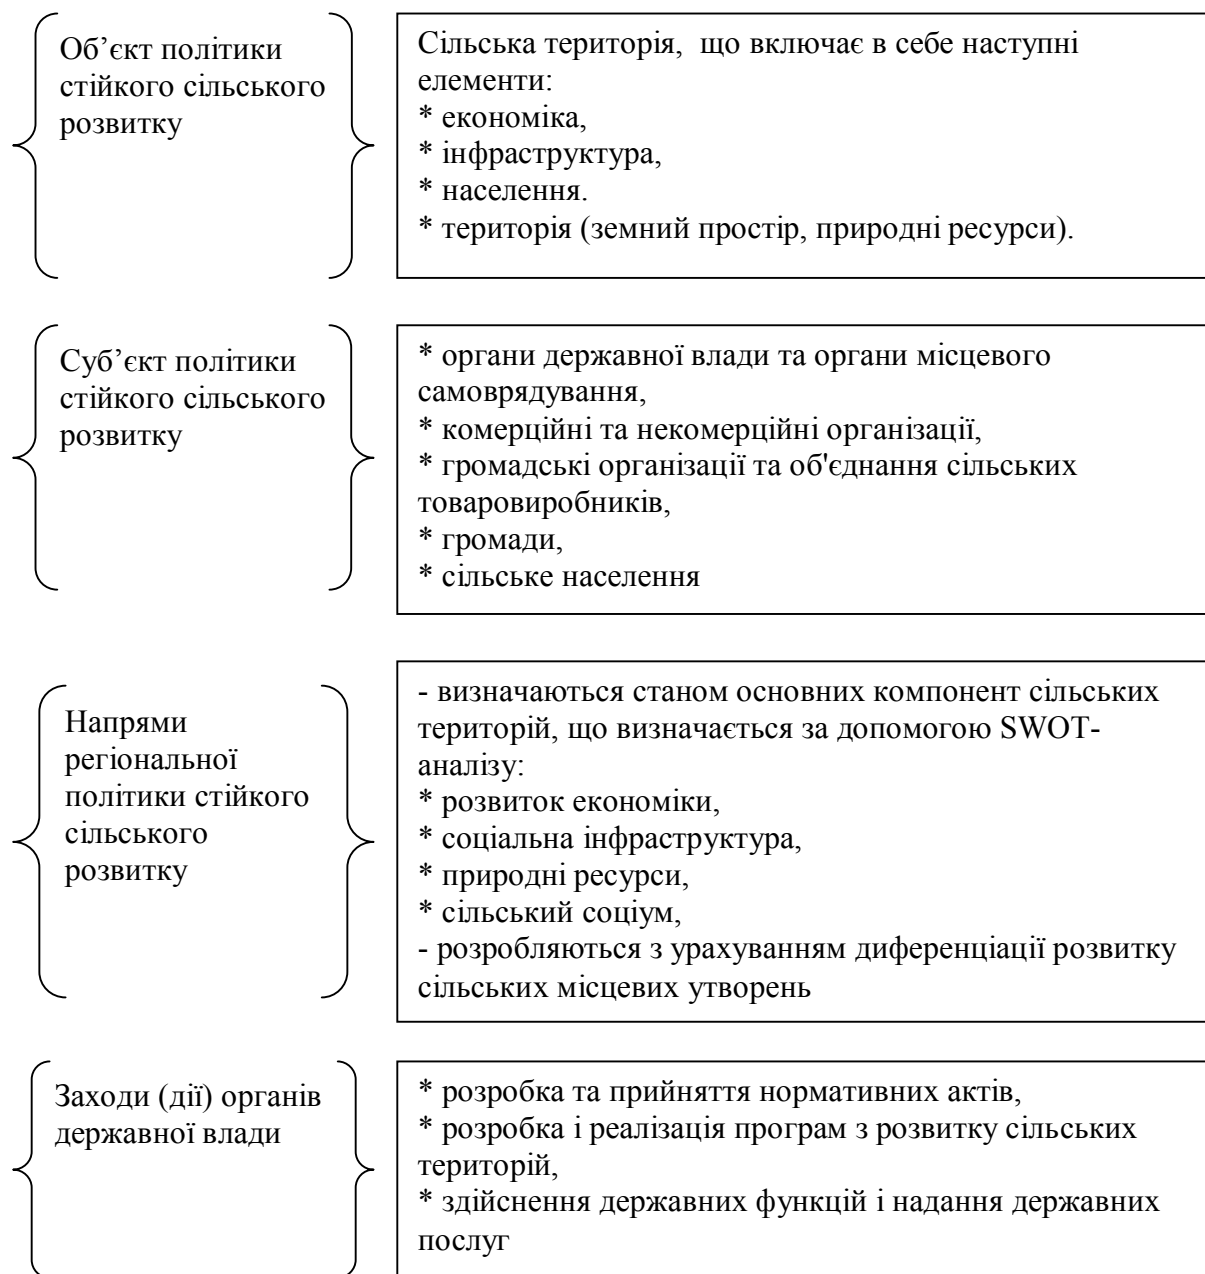 Об’єкт політики
стійкого сільського
розвитку
Сільська територія,  що включає в себе наступні
елементи:
* економіка,
* інфраструктура,
* населення.
* територія (земний простір, природні ресурси).
Суб’єкт політики
стійкого сільського
розвитку
* органи державної влади та органи місцевого
самоврядування,
* комерційні та некомерційні організації,
* громадські організації та об'єднання сільських
товаровиробників,
* громади,
* сільське населення
Напрями
регіональної
політики стійкого
сільського
розвитку
- визначаються станом основних компонент сільських
територій, що визначається за допомогою SWOT-
аналізу:
* розвиток економіки,
* соціальна інфраструктура,
* природні ресурси,
* сільський соціум,
- розробляються з урахуванням диференціації розвитку
сільських місцевих утворень
Заходи (дії) органів
державної влади
* розробка та прийняття нормативних актів,
* розробка і реалізація програм з розвитку сільських
територій,
* здійснення державних функцій і надання державних
послуг